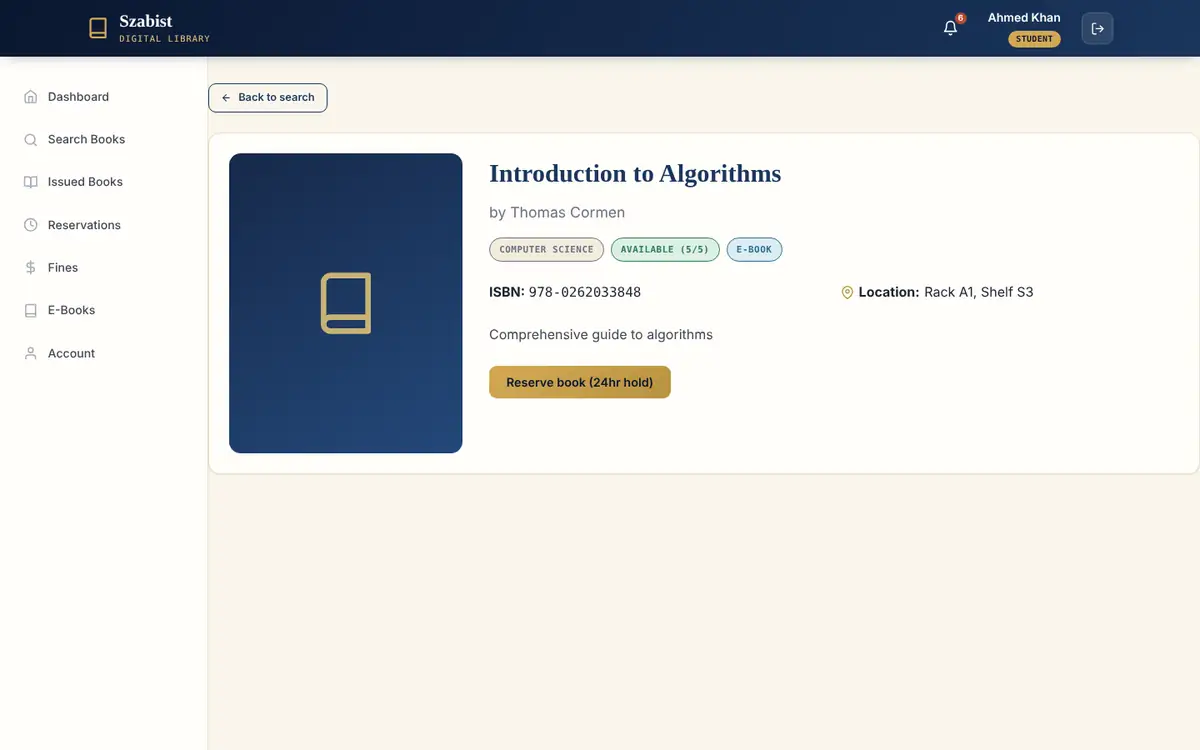 Szabist
DIGITAL LIBRARY
6
Ahmed Khan
STUDENT
Dashboard
Search Books
Issued Books
Reservations
Fines
E-Books
Account
Back to search
Introduction to Algorithms
by Thomas Cormen
COMPUTER SCIENCE AVAILABLE (5/5) E-BOOK
ISBN: 978-0262033848 Location: Rack A1, Shelf S3
Comprehensive guide to algorithms
Reserve book (24hr hold)